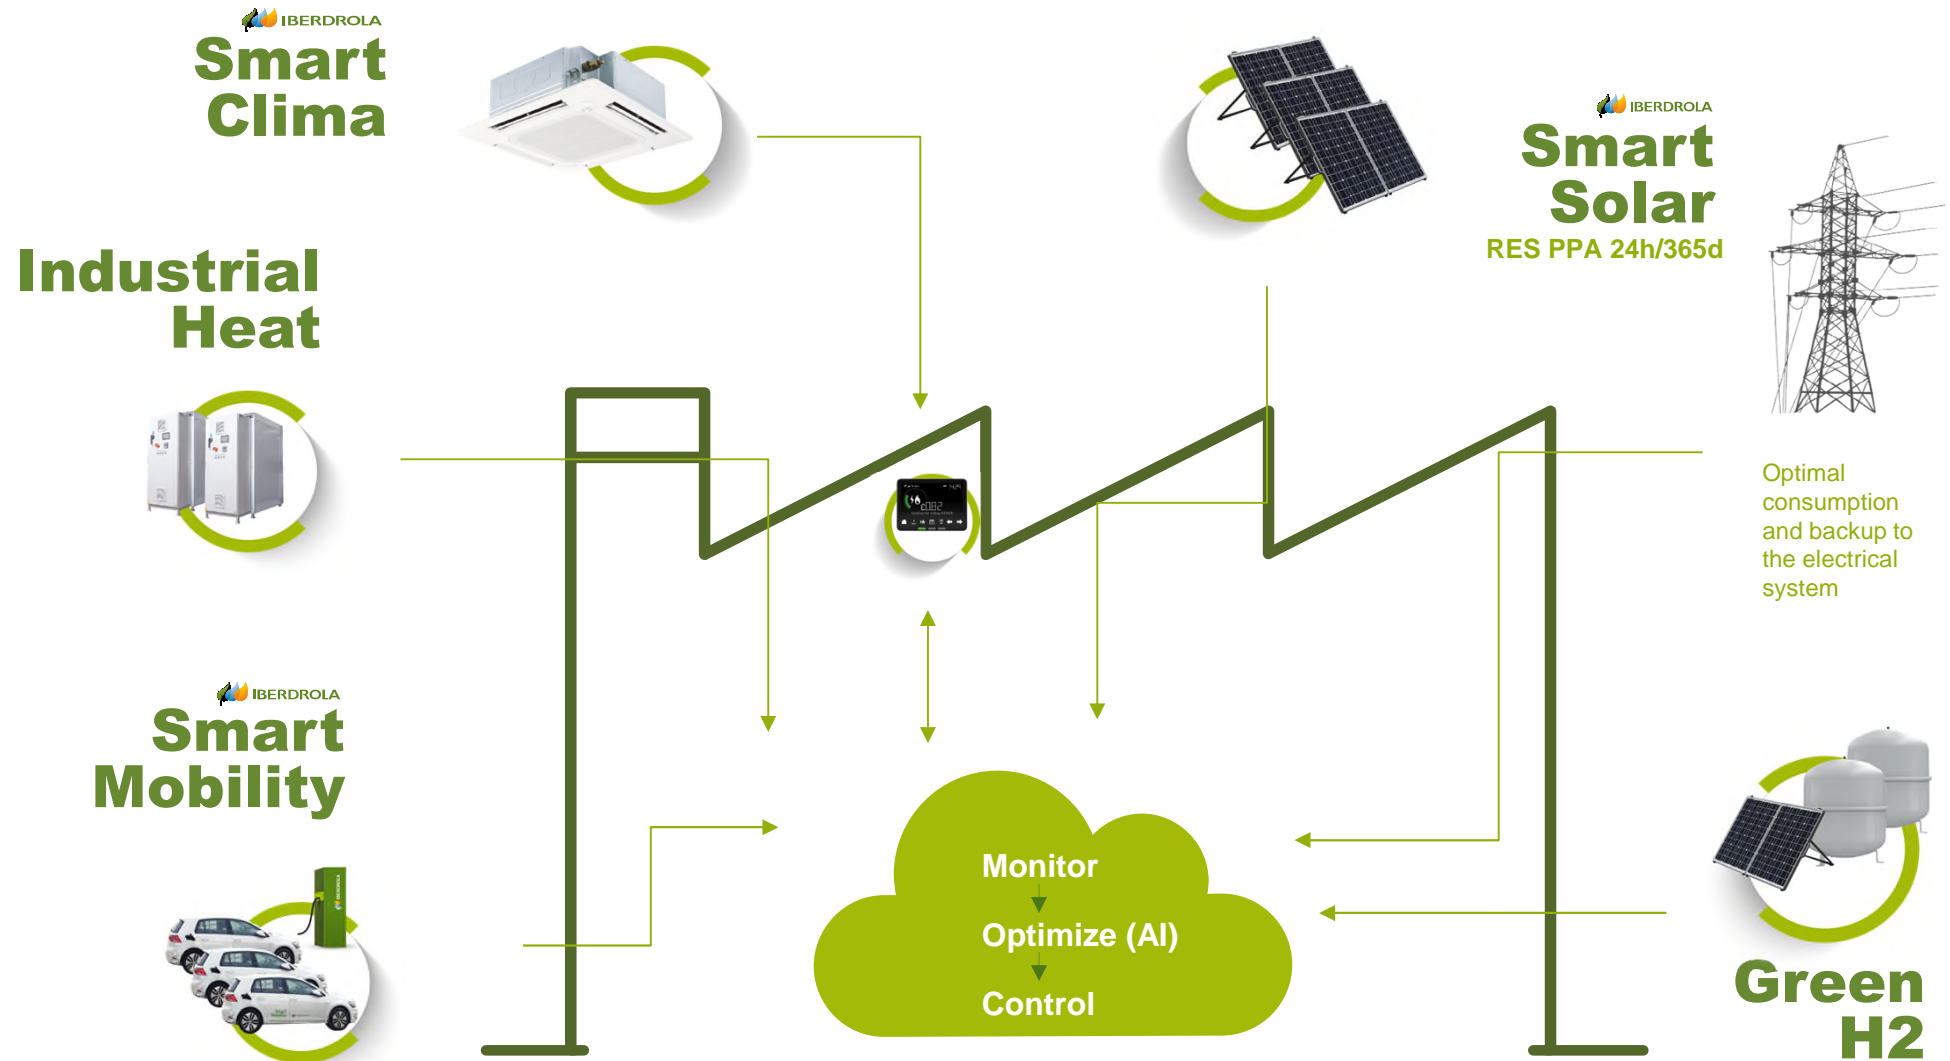 IBERDROLA
Smart
Clima
IBERDROLA
Smart
Solar
RES PPA 24h/365d
Industrial
Heat
Optimal
consumption
and backup to
the electrical
system
IBERDROLA
Smart
Mobility
IBERDROLA
Monitor
Optimize (AI)
Control
Green
H2